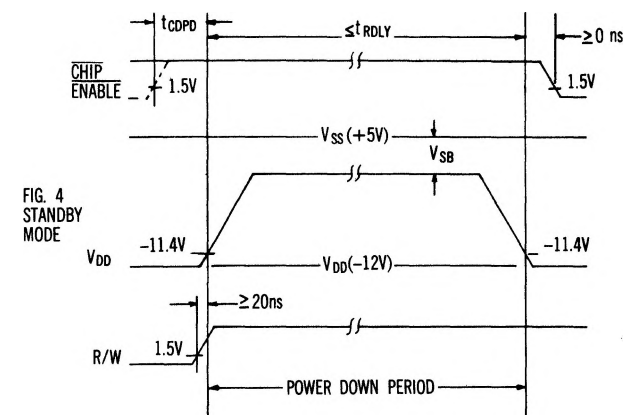 tCDPD
≤tRDLY
≥0 ns
CHIP
ENABLE
1.5V
1.5V
VSS(+5V)
VSB
FIG. 4
STANDBY
MODE
-11.4V
-11.4V
VDD
VDD(-12V)
≥20ns
1.5V
R/W
POWER DOWN PERIOD